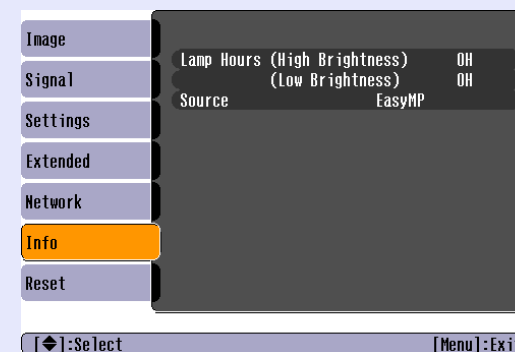 Image
Signal
Settings
Extended
Network
Info
Reset
Lamp Hours (High Brightness) 0H
(Low Brightness) 0H
Source EasyMP
[◆]:Select [Menu]:Exi